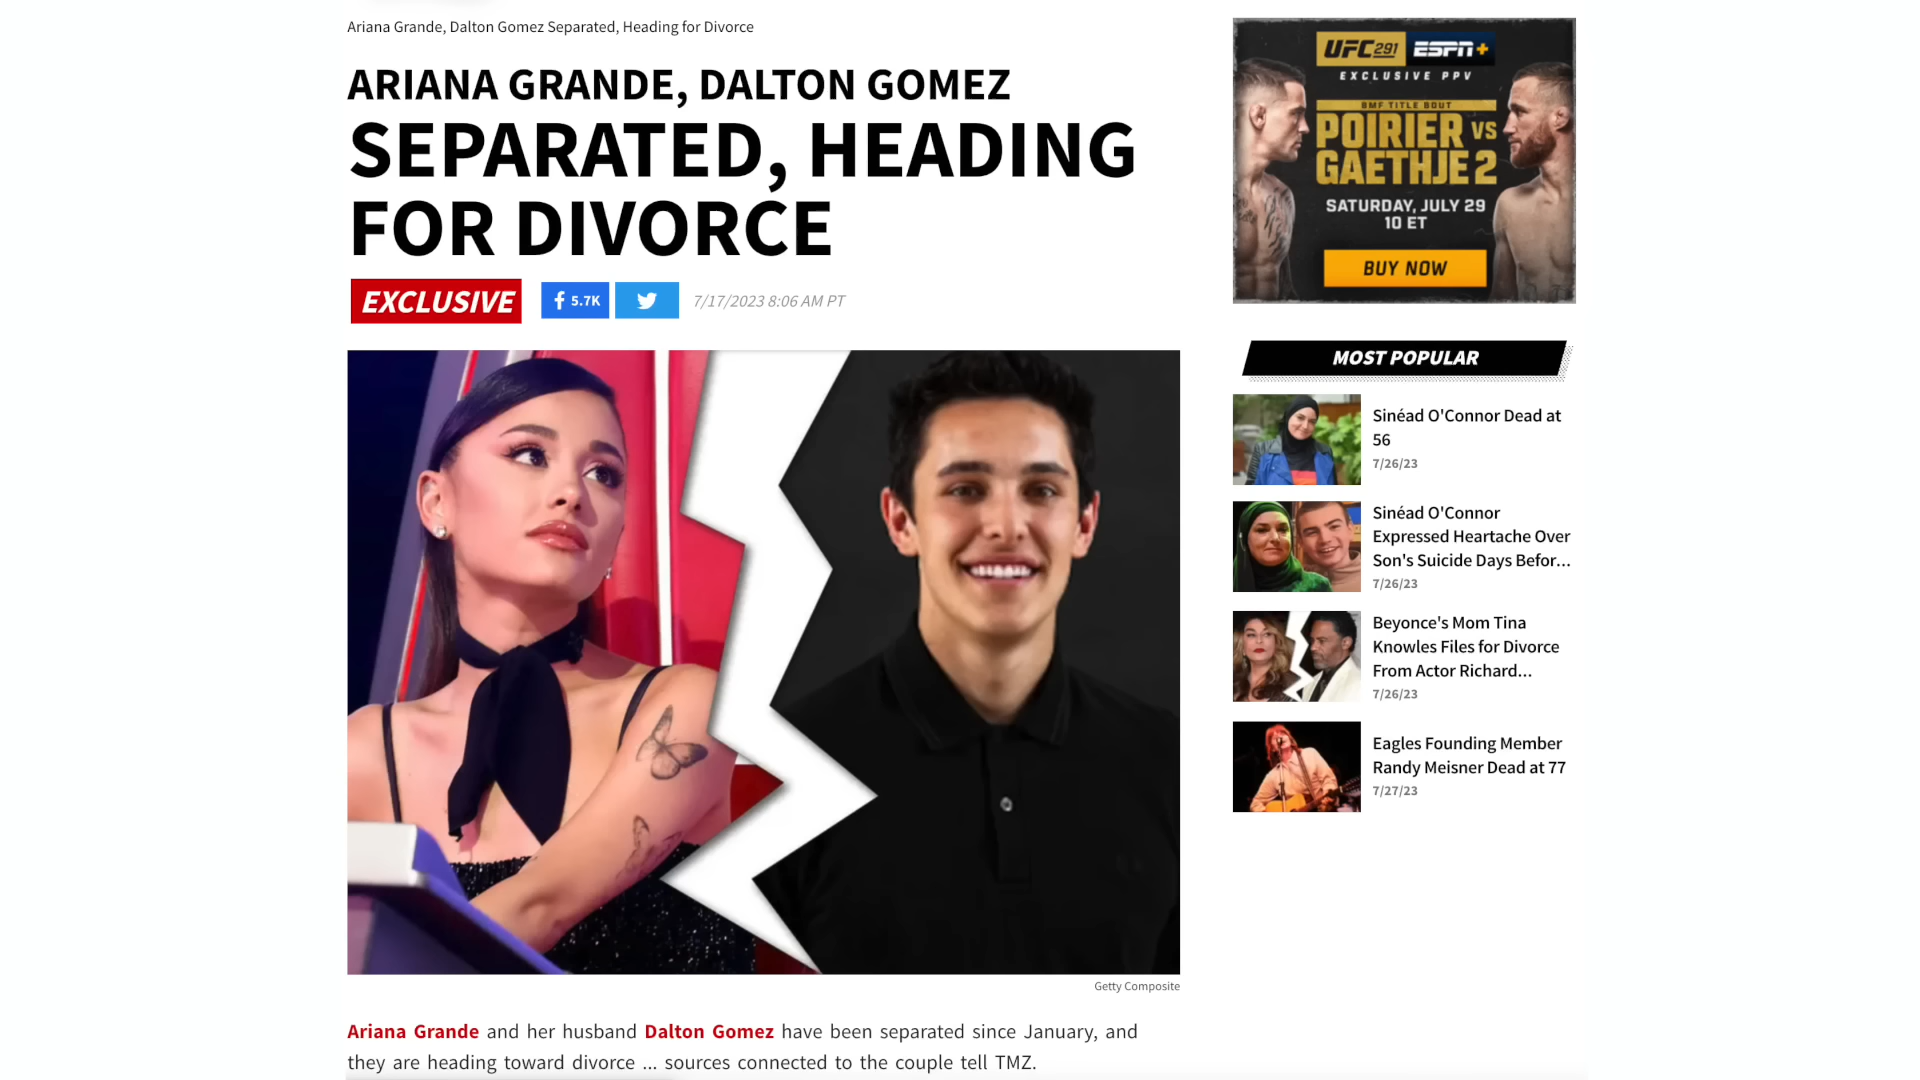 Ariana Grande, Dalton Gomez Separated, Heading for Divorce
ARIANA GRANDE, DALTON GOMEZ
SEPARATED, HEADING
FOR DIVORCE
EXCLUSIVE
5.7K
7/17/2023 8:06 AM PT
Getty Composite
Ariana Grande and her husband Dalton Gomez have been separated since January, and
they are heading toward divorce ... sources connected to the couple tell TMZ.
UFC 291 ESPN+
EXCLUSIVE PPV
BMF TITLE BOUT
POIRIER VS
GAETHJE 2
SATURDAY, JULY 29
10 ET
BUY NOW
MOST POPULAR
Sinéad O'Connor Dead at
56
7/26/23
Sinéad O'Connor
Expressed Heartache Over
Son's Suicide Days Befor...
7/26/23
Beyonce's Mom Tina
Knowles Files for Divorce
From Actor Richard...
7/26/23
Eagles Founding Member
Randy Meisner Dead at 77
7/27/23